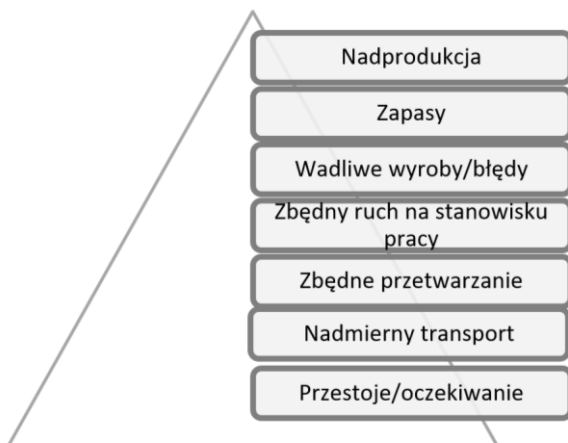 Nadprodukcja
Zapasy
Wadliwe wyroby/błędy
Zbędny ruch na stanowisku
pracy
Zbędne przetwarzanie
Nadmierny transport
Przestoje/oczekiwanie